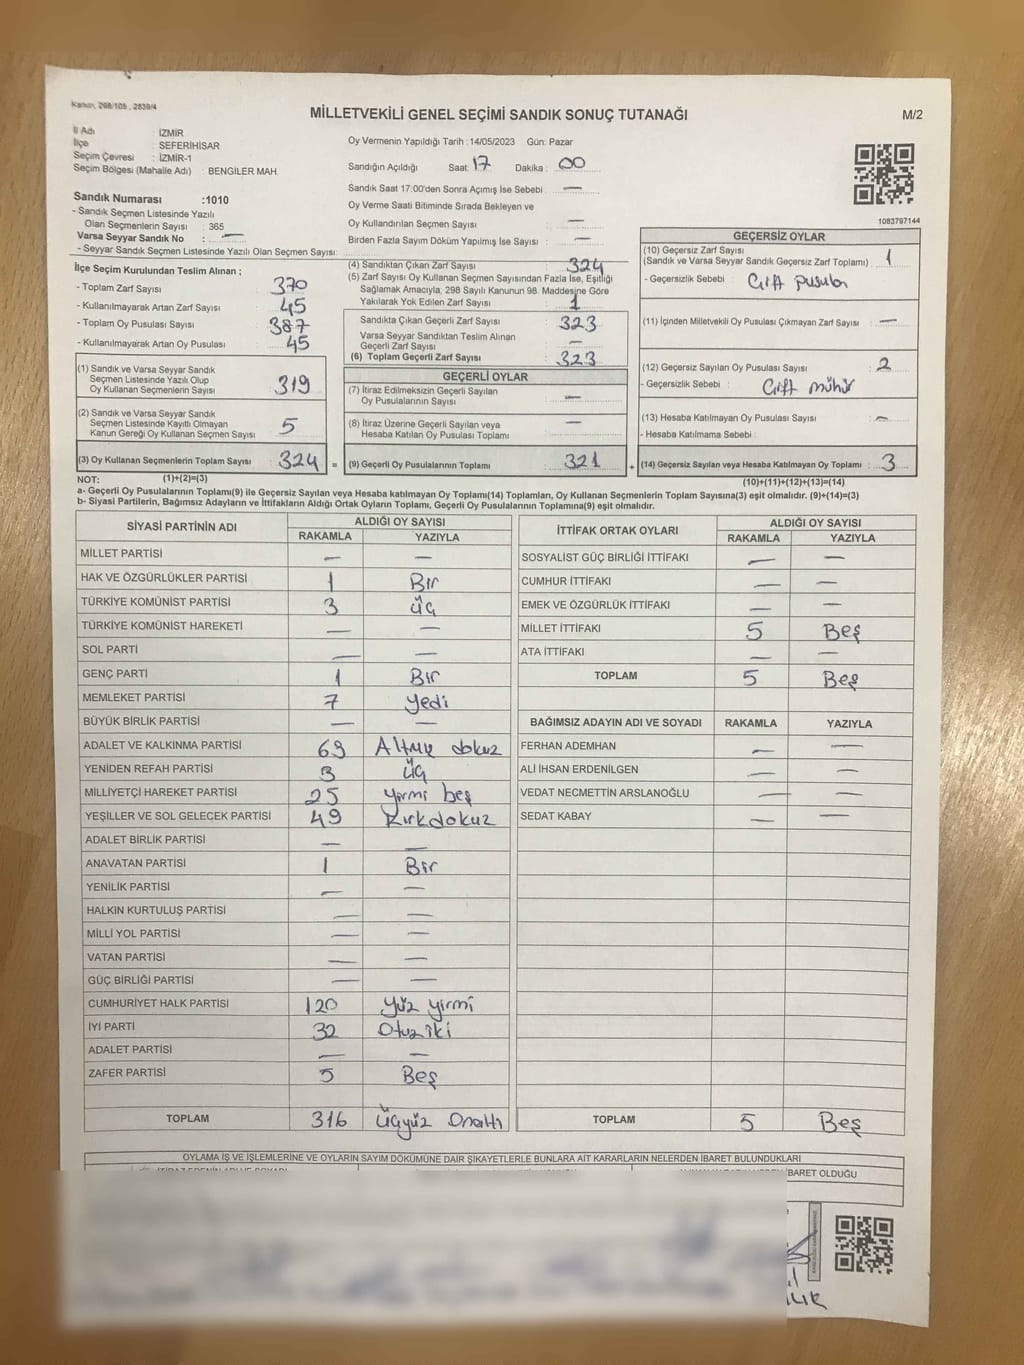 Kanun, 298/105 , 2839/4
MİLLETVEKİLİ GENEL SEÇİMİ SANDIK SONUÇ TUTANAĞI
M/2
İl Adı : İZMİR
İlçe : SEFERİHİSAR
Seçim Çevresi : İZMİR-1
Seçim Bölgesi (Mahalle Adı) : BENGİLER MAH.
Sandık Numarası :1010
- Sandık Seçmen Listesinde Yazılı
Olan Seçmenlerin Sayısı : 365
Varsa Seyyar Sandık No : —
- Seyyar Sandık Seçmen Listesinde Yazılı Olan Seçmen Sayısı:
Oy Vermenin Yapıldığı Tarih :14/05/2023 Gün: Pazar
Sandığın Açıldığı Saat: 17 Dakika : 00
Sandık Saat 17:00'den Sonra Açılmış İse Sebebi : —
Oy Verme Saati Bitiminde Sırada Bekleyen ve
Oy Kullandırılan Seçmen Sayısı : —
Birden Fazla Sayım Döküm Yapılmış İse Sayısı : —
1083797144
İlçe Seçim Kurulundan Teslim Alınan ;
- Toplam Zarf Sayısı : 370
- Kullanılmayarak Artan Zarf Sayısı : 45
- Toplam Oy Pusulası Sayısı : 387
- Kullanılmayarak Artan Oy Pusulası : 45
(1) Sandık ve Varsa Seyyar Sandık
Seçmen Listesinde Yazılı Olup
Oy Kullanan Seçmenlerin Sayısı : 319
(2) Sandık ve Varsa Seyyar Sandık
Seçmen Listesinde Kayıtlı Olmayan
Kanun Gereği Oy Kullanan Seçmen Sayısı : 5
(3) Oy Kullanan Seçmenlerin Toplam Sayısı : 324 =
(4) Sandıktan Çıkan Zarf Sayısı : 324
(5) Zarf Sayısı Oy Kullanan Seçmen Sayısından Fazla İse, Eşitliği
Sağlamak Amacıyla, 298 Sayılı Kanunun 98. Maddesine Göre
Yakılarak Yok Edilen Zarf Sayısı : 1
Sandıkta Çıkan Geçerli Zarf Sayısı : 323
Varsa Seyyar Sandıktan Teslim Alınan
Geçerli Zarf Sayısı : —
(6) Toplam Geçerli Zarf Sayısı : 323
GEÇERLİ OYLAR
(7) İtiraz Edilmeksizin Geçerli Sayılan
Oy Pusulalarının Sayısı : —
(8) İtiraz Üzerine Geçerli Sayılan veya
Hesaba Katılan Oy Pusulası Toplamı : —
(9) Geçerli Oy Pusulalarının Toplamı : 321 +
GEÇERSİZ OYLAR
(10) Geçersiz Zarf Sayısı
(Sandık ve Varsa Seyyar Sandık Geçersiz Zarf Toplamı) : 1
- Geçersizlik Sebebi : Çift pusula
(11) İçinden Milletvekili Oy Pusulası Çıkmayan Zarf Sayısı : —
(12) Geçersiz Sayılan Oy Pusulası Sayısı : 2
- Geçersizlik Sebebi : Çift mühür
(13) Hesaba Katılmayan Oy Pusulası Sayısı : —
- Hesaba Katılmama Sebebi :
(14) Geçersiz Sayılan veya Hesaba Katılmayan Oy Toplamı : 3
NOT: (1)+(2)=(3)
(10)+(11)+(12)+(13)=(14)
a- Geçerli Oy Pusulalarının Toplamı(9) ile Geçersiz Sayılan veya Hesaba katılmayan Oy Toplamı(14) Toplamları, Oy Kullanan Seçmenlerin Toplam Sayısına(3) eşit olmalıdır. (9)+(14)=(3)
b- Siyasi Partilerin, Bağımsız Adayların ve İttifakların Aldığı Ortak Oyların Toplamı, Geçerli Oy Pusulalarının Toplamına(9) eşit olmalıdır.
SİYASİ PARTİNİN ADI ALDIĞI OY SAYISI
RAKAMLA YAZIYLA
MİLLET PARTİSİ — —
HAK VE ÖZGÜRLÜKLER PARTİSİ 1 Bir
TÜRKİYE KOMÜNİST PARTİSİ 3 Üç
TÜRKİYE KOMÜNİST HAREKETİ — —
SOL PARTİ — —
GENÇ PARTİ 1 Bir
MEMLEKET PARTİSİ 7 Yedi
BÜYÜK BİRLİK PARTİSİ — —
ADALET VE KALKINMA PARTİSİ 69 Altmış dokuz
YENİDEN REFAH PARTİSİ 3 Üç
MİLLİYETÇİ HAREKET PARTİSİ 25 yirmi beş
YEŞİLLER VE SOL GELECEK PARTİSİ 49 Kırkdokuz
ADALET BİRLİK PARTİSİ — —
ANAVATAN PARTİSİ 1 Bir
YENİLİK PARTİSİ — —
HALKIN KURTULUŞ PARTİSİ — —
MİLLİ YOL PARTİSİ — —
VATAN PARTİSİ — —
GÜÇ BİRLİĞİ PARTİSİ — —
CUMHURİYET HALK PARTİSİ 120 Yüz yirmi
İYİ PARTİ 32 Otuziki
ADALET PARTİSİ — —
ZAFER PARTİSİ 5 Beş
TOPLAM 316 Üçyüz Onaltı
İTTİFAK ORTAK OYLARI ALDIĞI OY SAYISI
RAKAMLA YAZIYLA
SOSYALİST GÜÇ BİRLİĞİ İTTİFAKI — —
CUMHUR İTTİFAKI — —
EMEK VE ÖZGÜRLÜK İTTİFAKI — —
MİLLET İTTİFAKI 5 Beş
ATA İTTİFAKI — —
TOPLAM 5 Beş
BAĞIMSIZ ADAYIN ADI VE SOYADI RAKAMLA YAZIYLA
FERHAN ADEMHAN — —
ALİ İHSAN ERDENİLGEN — —
VEDAT NECMETTİN ARSLANOĞLU — —
SEDAT KABAY — —
TOPLAM 5 Beş
OYLAMA İŞ VE İŞLEMLERİNE VE OYLARIN SAYIM DÖKÜMÜNE DAİR ŞİKAYETLERLE BUNLARA AİT KARARLARIN NELERDEN İBARET BULUNDUKLARI
İBARET OLDUĞU